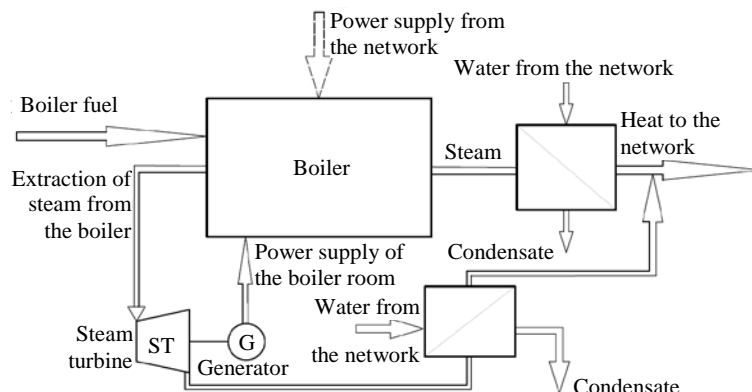 Power supply from
the network
Water from the network
Boiler fuel
Heat to the
network
Boiler
Steam
Extraction of
steam from
the boiler
Condensate
Power supply of
the boiler room
Water from
the network
Steam
turbine
ST
G
Generator
Condensate